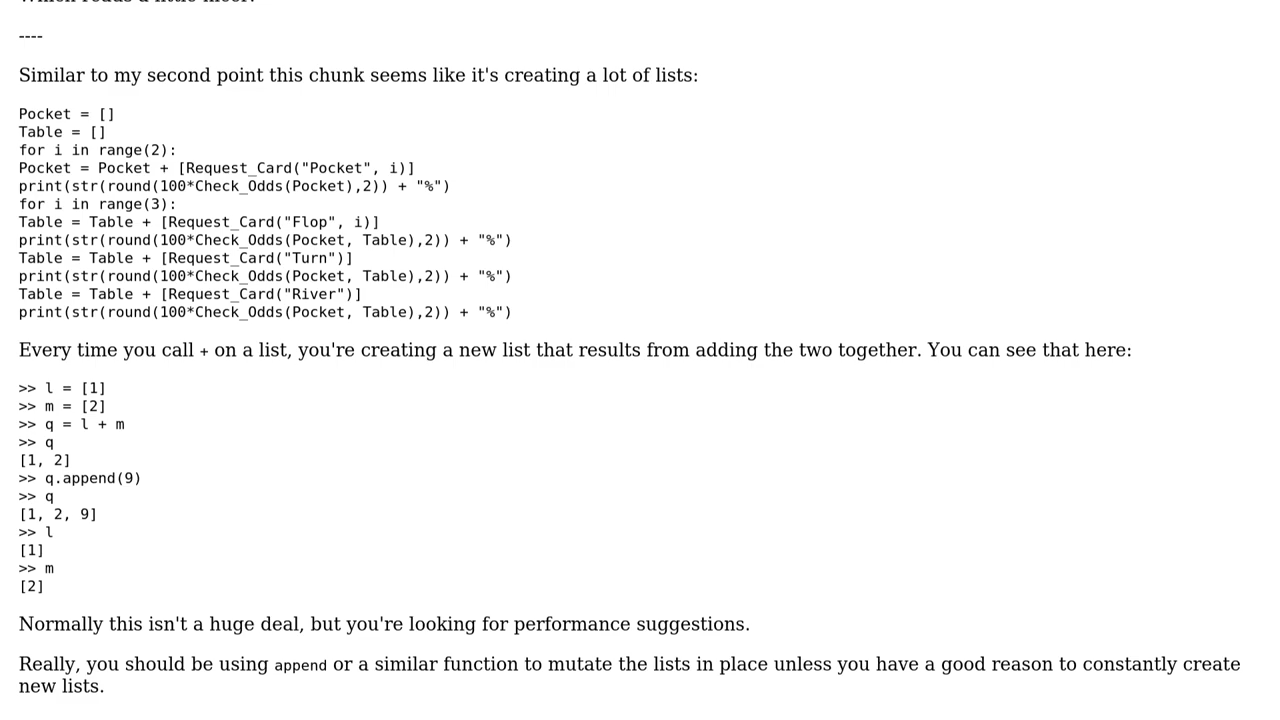 ----
Similar to my second point this chunk seems like it's creating a lot of lists:
Pocket = []
Table = []
for i in range(2):
Pocket = Pocket + [Request_Card("Pocket", i)]
print(str(round(100*Check_Odds(Pocket),2)) + "%")
for i in range(3):
Table = Table + [Request_Card("Flop", i)]
print(str(round(100*Check_Odds(Pocket, Table),2)) + "%")
Table = Table + [Request_Card("Turn")]
print(str(round(100*Check_Odds(Pocket, Table),2)) + "%")
Table = Table + [Request_Card("River")]
print(str(round(100*Check_Odds(Pocket, Table),2)) + "%")
Every time you call + on a list, you're creating a new list that results from adding the two together. You can see that here:
>> l = [1]
>> m = [2]
>> q = l + m
>> q
[1, 2]
>> q.append(9)
>> q
[1, 2, 9]
>> l
[1]
>> m
[2]
Normally this isn't a huge deal, but you're looking for performance suggestions.
Really, you should be using append or a similar function to mutate the lists in place unless you have a good reason to constantly create
new lists.